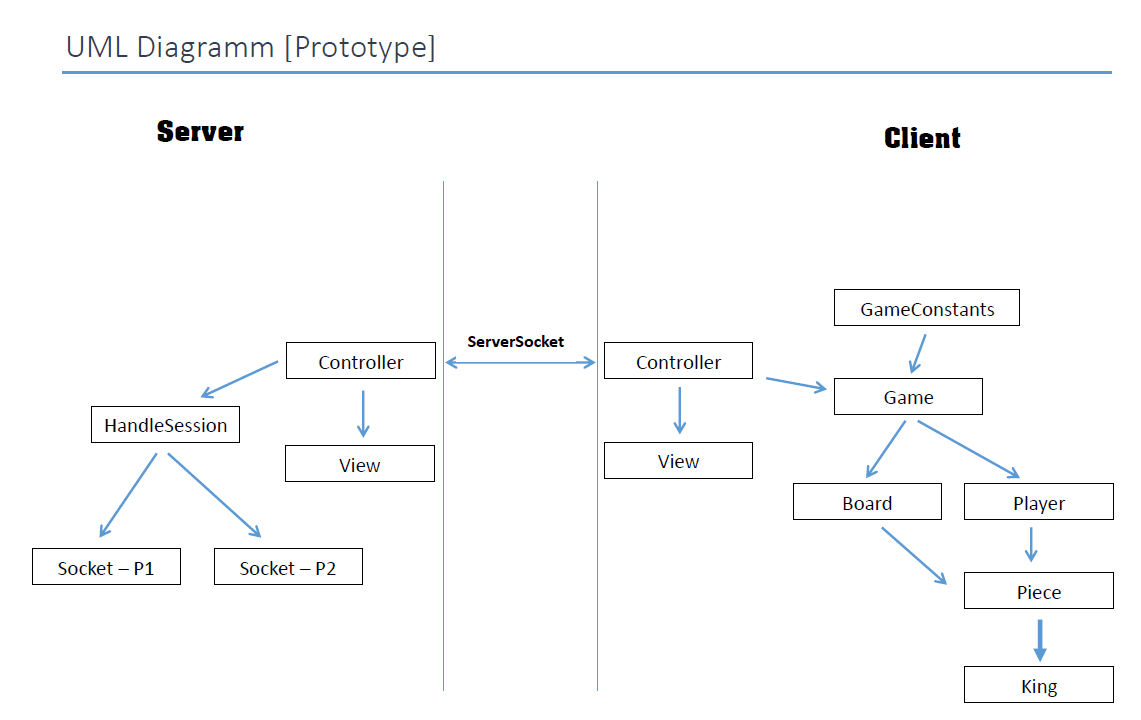 UML Diagramm [Prototype]
Server
Client
GameConstants
ServerSocket
Controller
Controller
Game
HandleSession
View
View
Board
Player
Socket – P1
Socket – P2
Piece
King